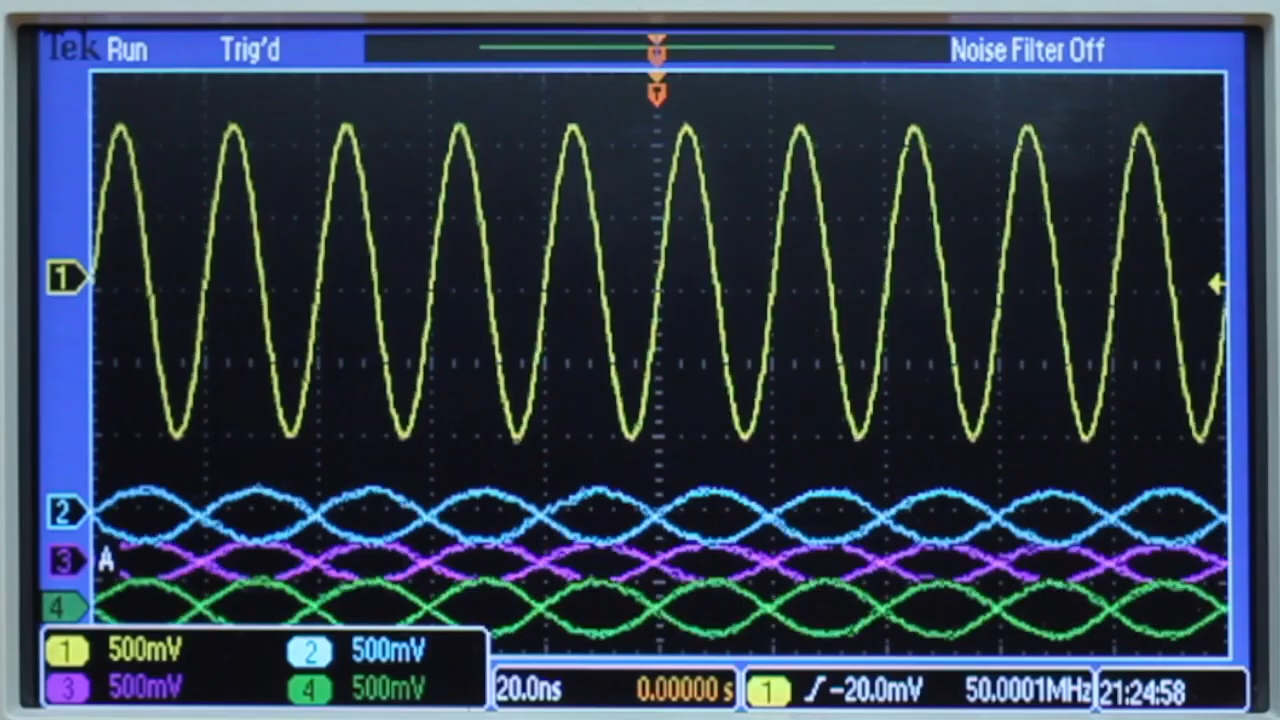 Tek Run Trig'd Noise Filter Off
T
1
2
3 A
4
1 500mV 2 500mV
3 500mV 4 500mV
20.0ns 0.00000 s 1 ∫ -20.0mV 50.0001MHz 21:24:58